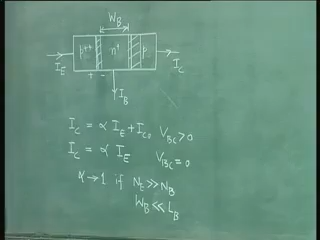 W_B
p++ n+ p
I_E + - I_C
I_B
I_C = α I_E + I_C₀ V_BC > 0
I_C = α I_E V_BC = 0
α → 1 if N_E >> N_B
W_B << L_B